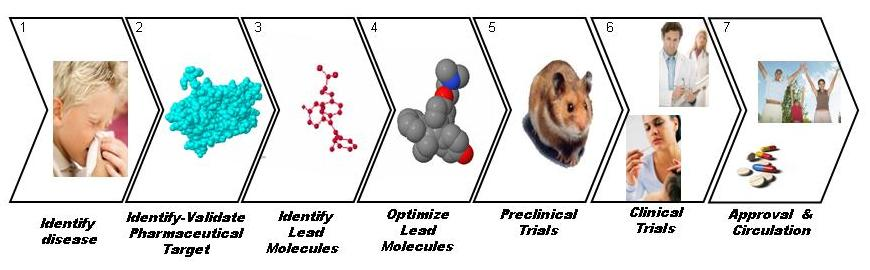 1
2
3
4
5
6
7
Identify
disease
Identify-Validate
Pharmaceutical
Target
Identify
Lead
Molecules
Optimize
Lead
Molecules
Preclinical
Trials
Clinical
Trials
Approval &
Circulation